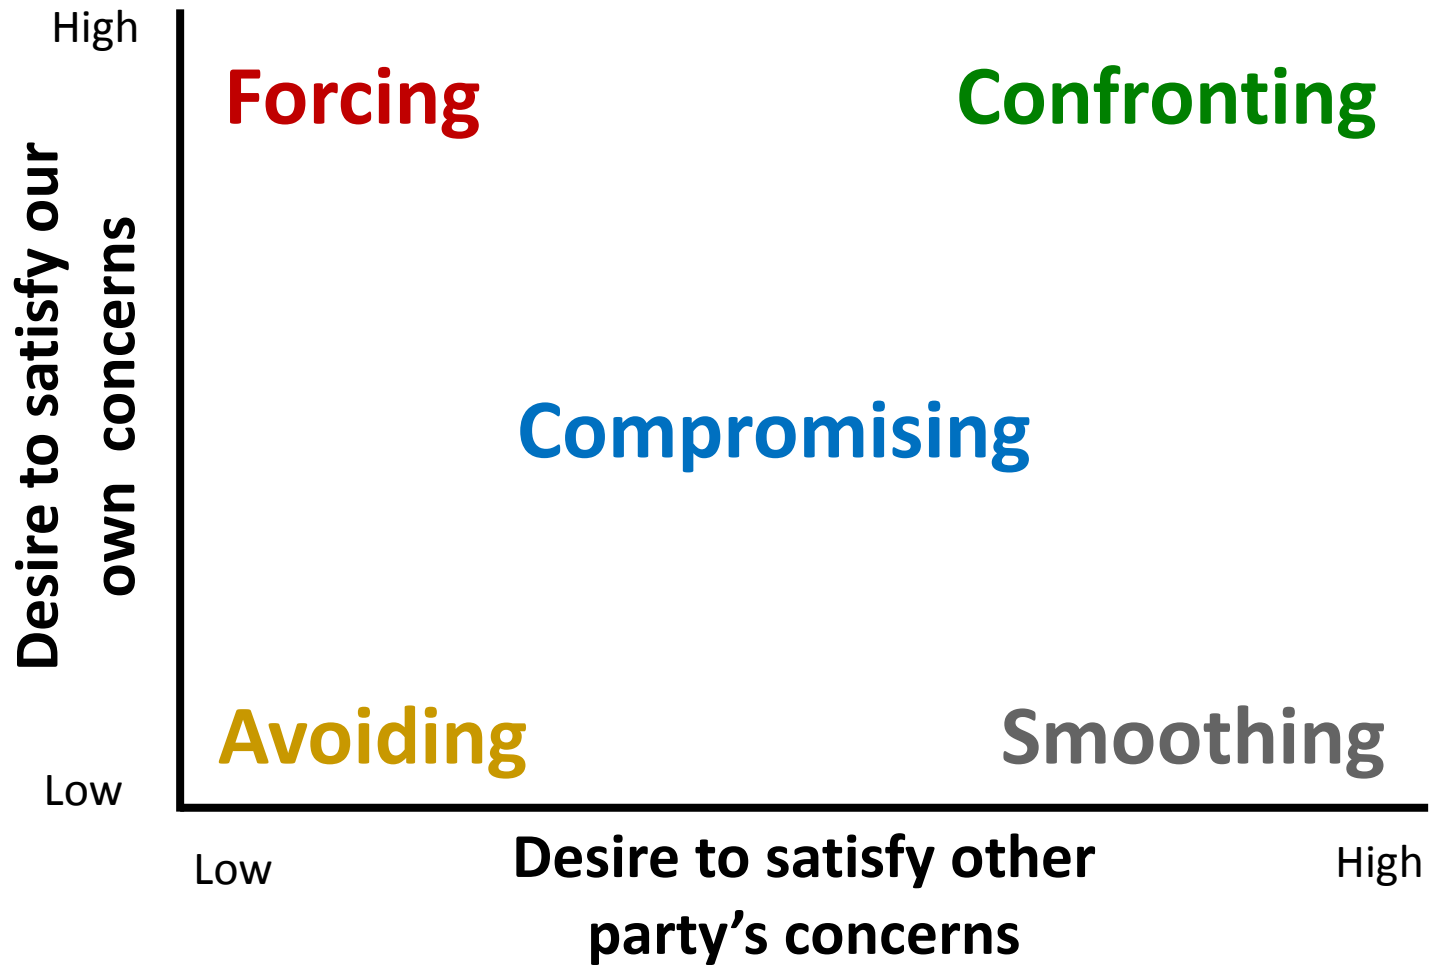 High
Forcing
Confronting
Desire to satisfy our
own concerns
Compromising
Avoiding
Smoothing
Low
Low
Desire to satisfy other
party’s concerns
High